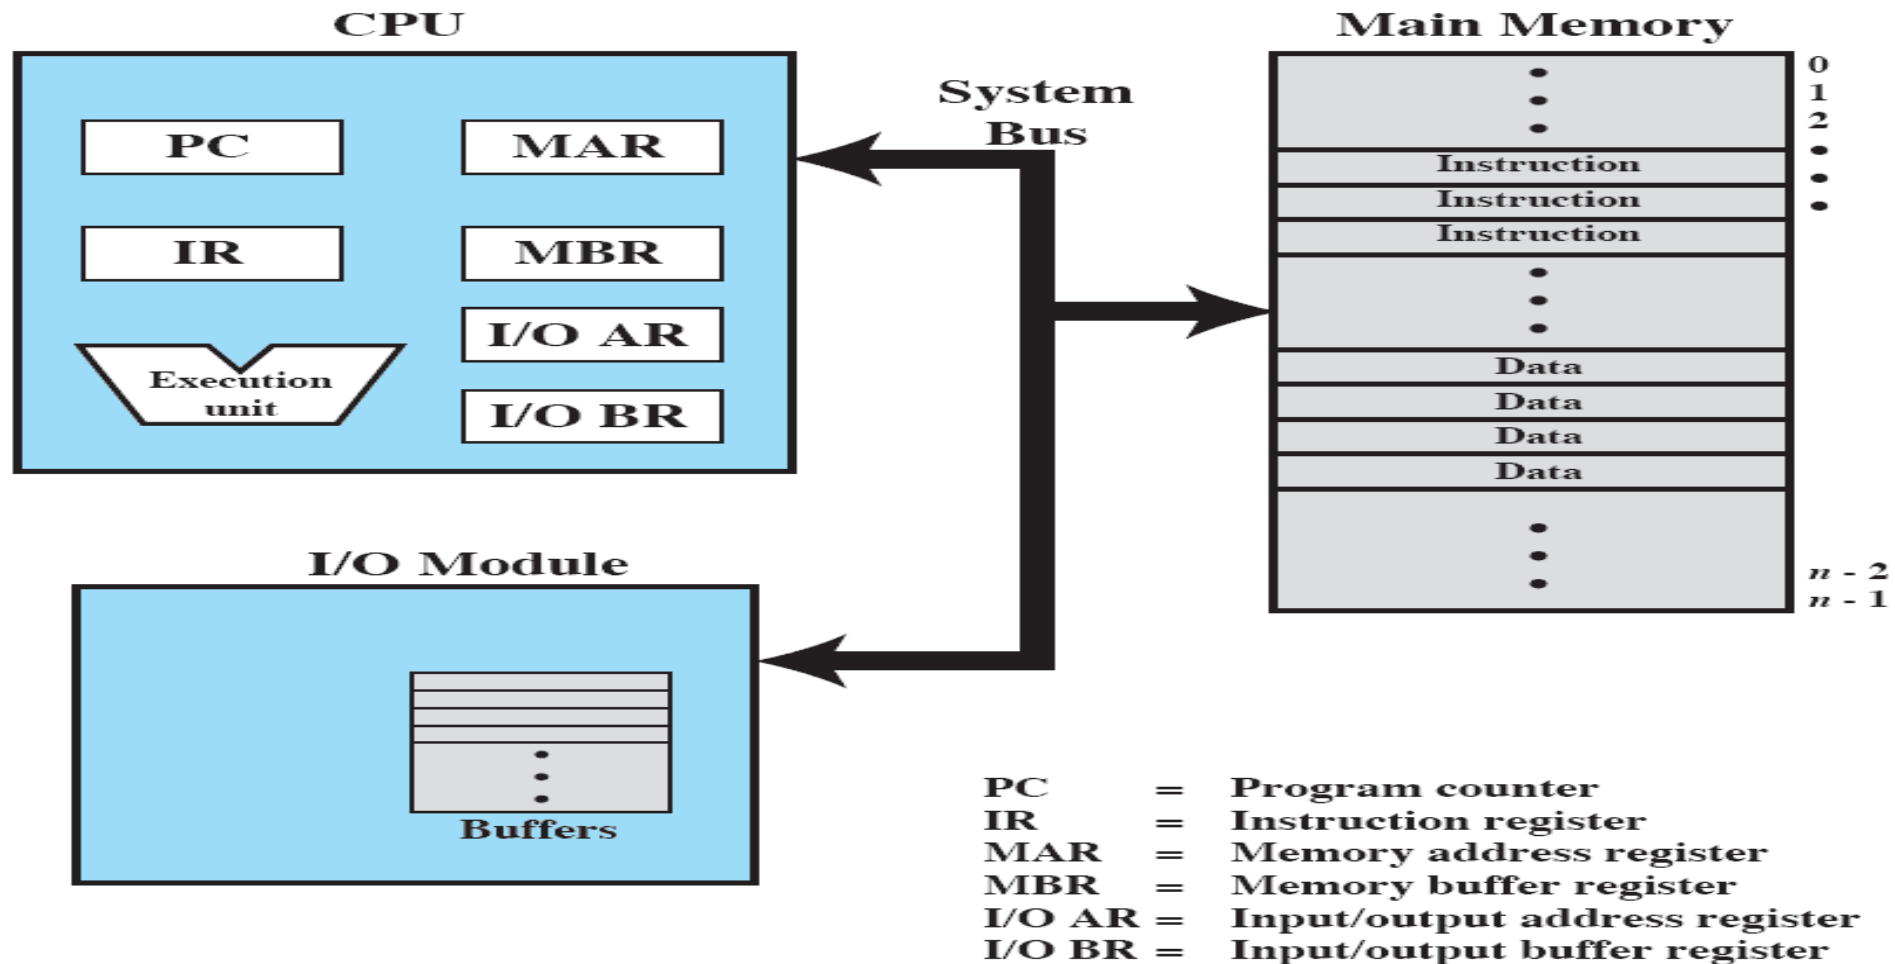 CPU
PC
MAR
IR
MBR
I/O AR
I/O BR
Execution
unit
System
Bus
Main Memory
0
1
2
Instruction
Instruction
Instruction
Data
Data
Data
Data
n - 2
n - 1
I/O Module
Buffers
PC = Program counter
IR = Instruction register
MAR = Memory address register
MBR = Memory buffer register
I/O AR = Input/output address register
I/O BR = Input/output buffer register